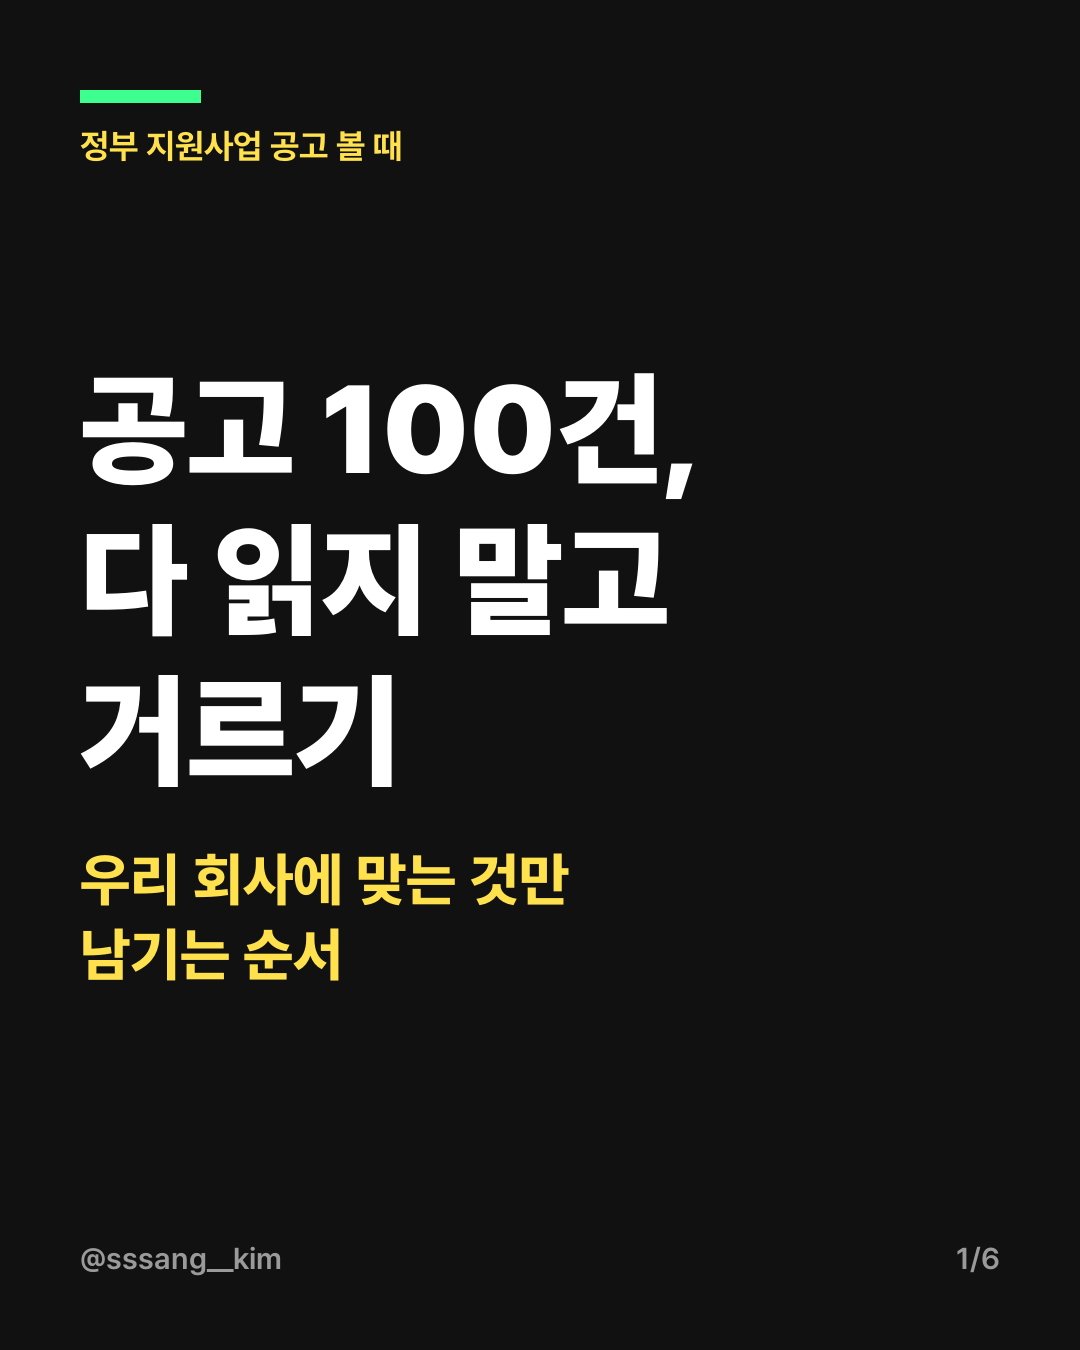 정부 지원사업 공고 볼 때
공고 100건,
다 읽지 말고
거르기
우리 회사에 맞는 것만
남기는 순서
@sssang__kim
1/6